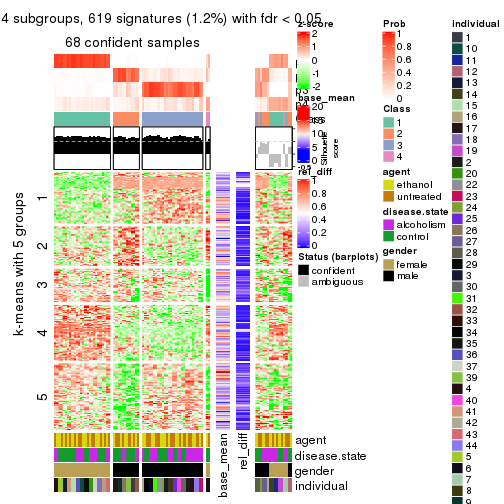 4 subgroups, 619 signatures (1.2%) with fdr < 0.05
68 confident samples
k-means with 5 groups
1
2
3
4
5
agent
disease.state
gender
individual
base_mean
rel_diff
Silhouette
score
z-score
2
1
0
-1
-2
base_mean
20
15
10
5
0
rel_diff
1
0.8
0.6
0.4
0.2
0
Status (barplots)
confident
ambiguous
Prob
1
0.8
0.6
0.4
0.2
0
Class
1
2
3
4
agent
ethanol
untreated
disease.state
alcoholism
control
gender
female
male
individual
1
10
11
12
13
14
15
16
17
18
19
2
20
22
23
24
25
26
27
28
29
3
30
31
32
33
34
35
36
37
39
4
40
41
42
43
44
5
6
7
8
9